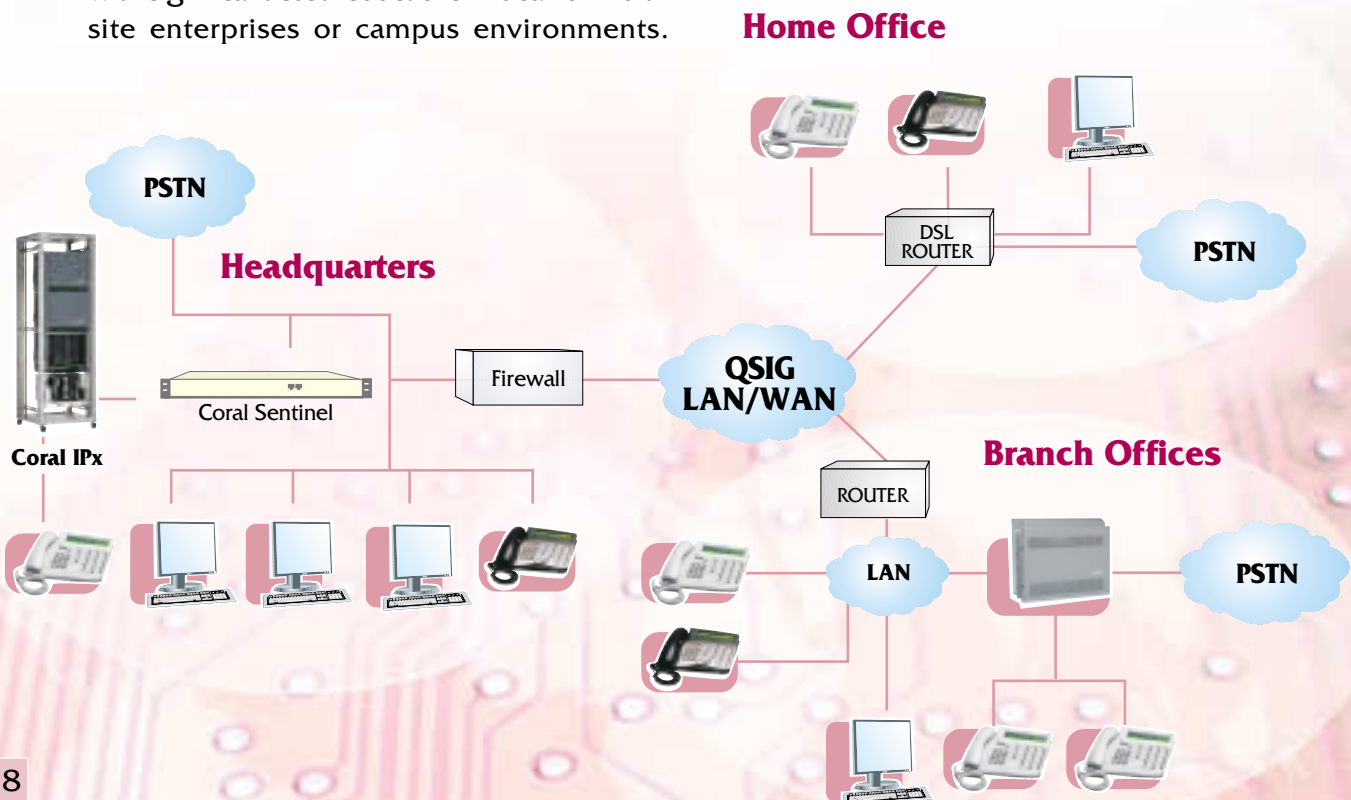 site enterprises or campus environments.
Home Office
PSTN
Headquarters
DSL
ROUTER
PSTN
Coral Sentinel
Firewall
QSIG
LAN/WAN
Coral IPx
Branch Offices
ROUTER
LAN
PSTN
8